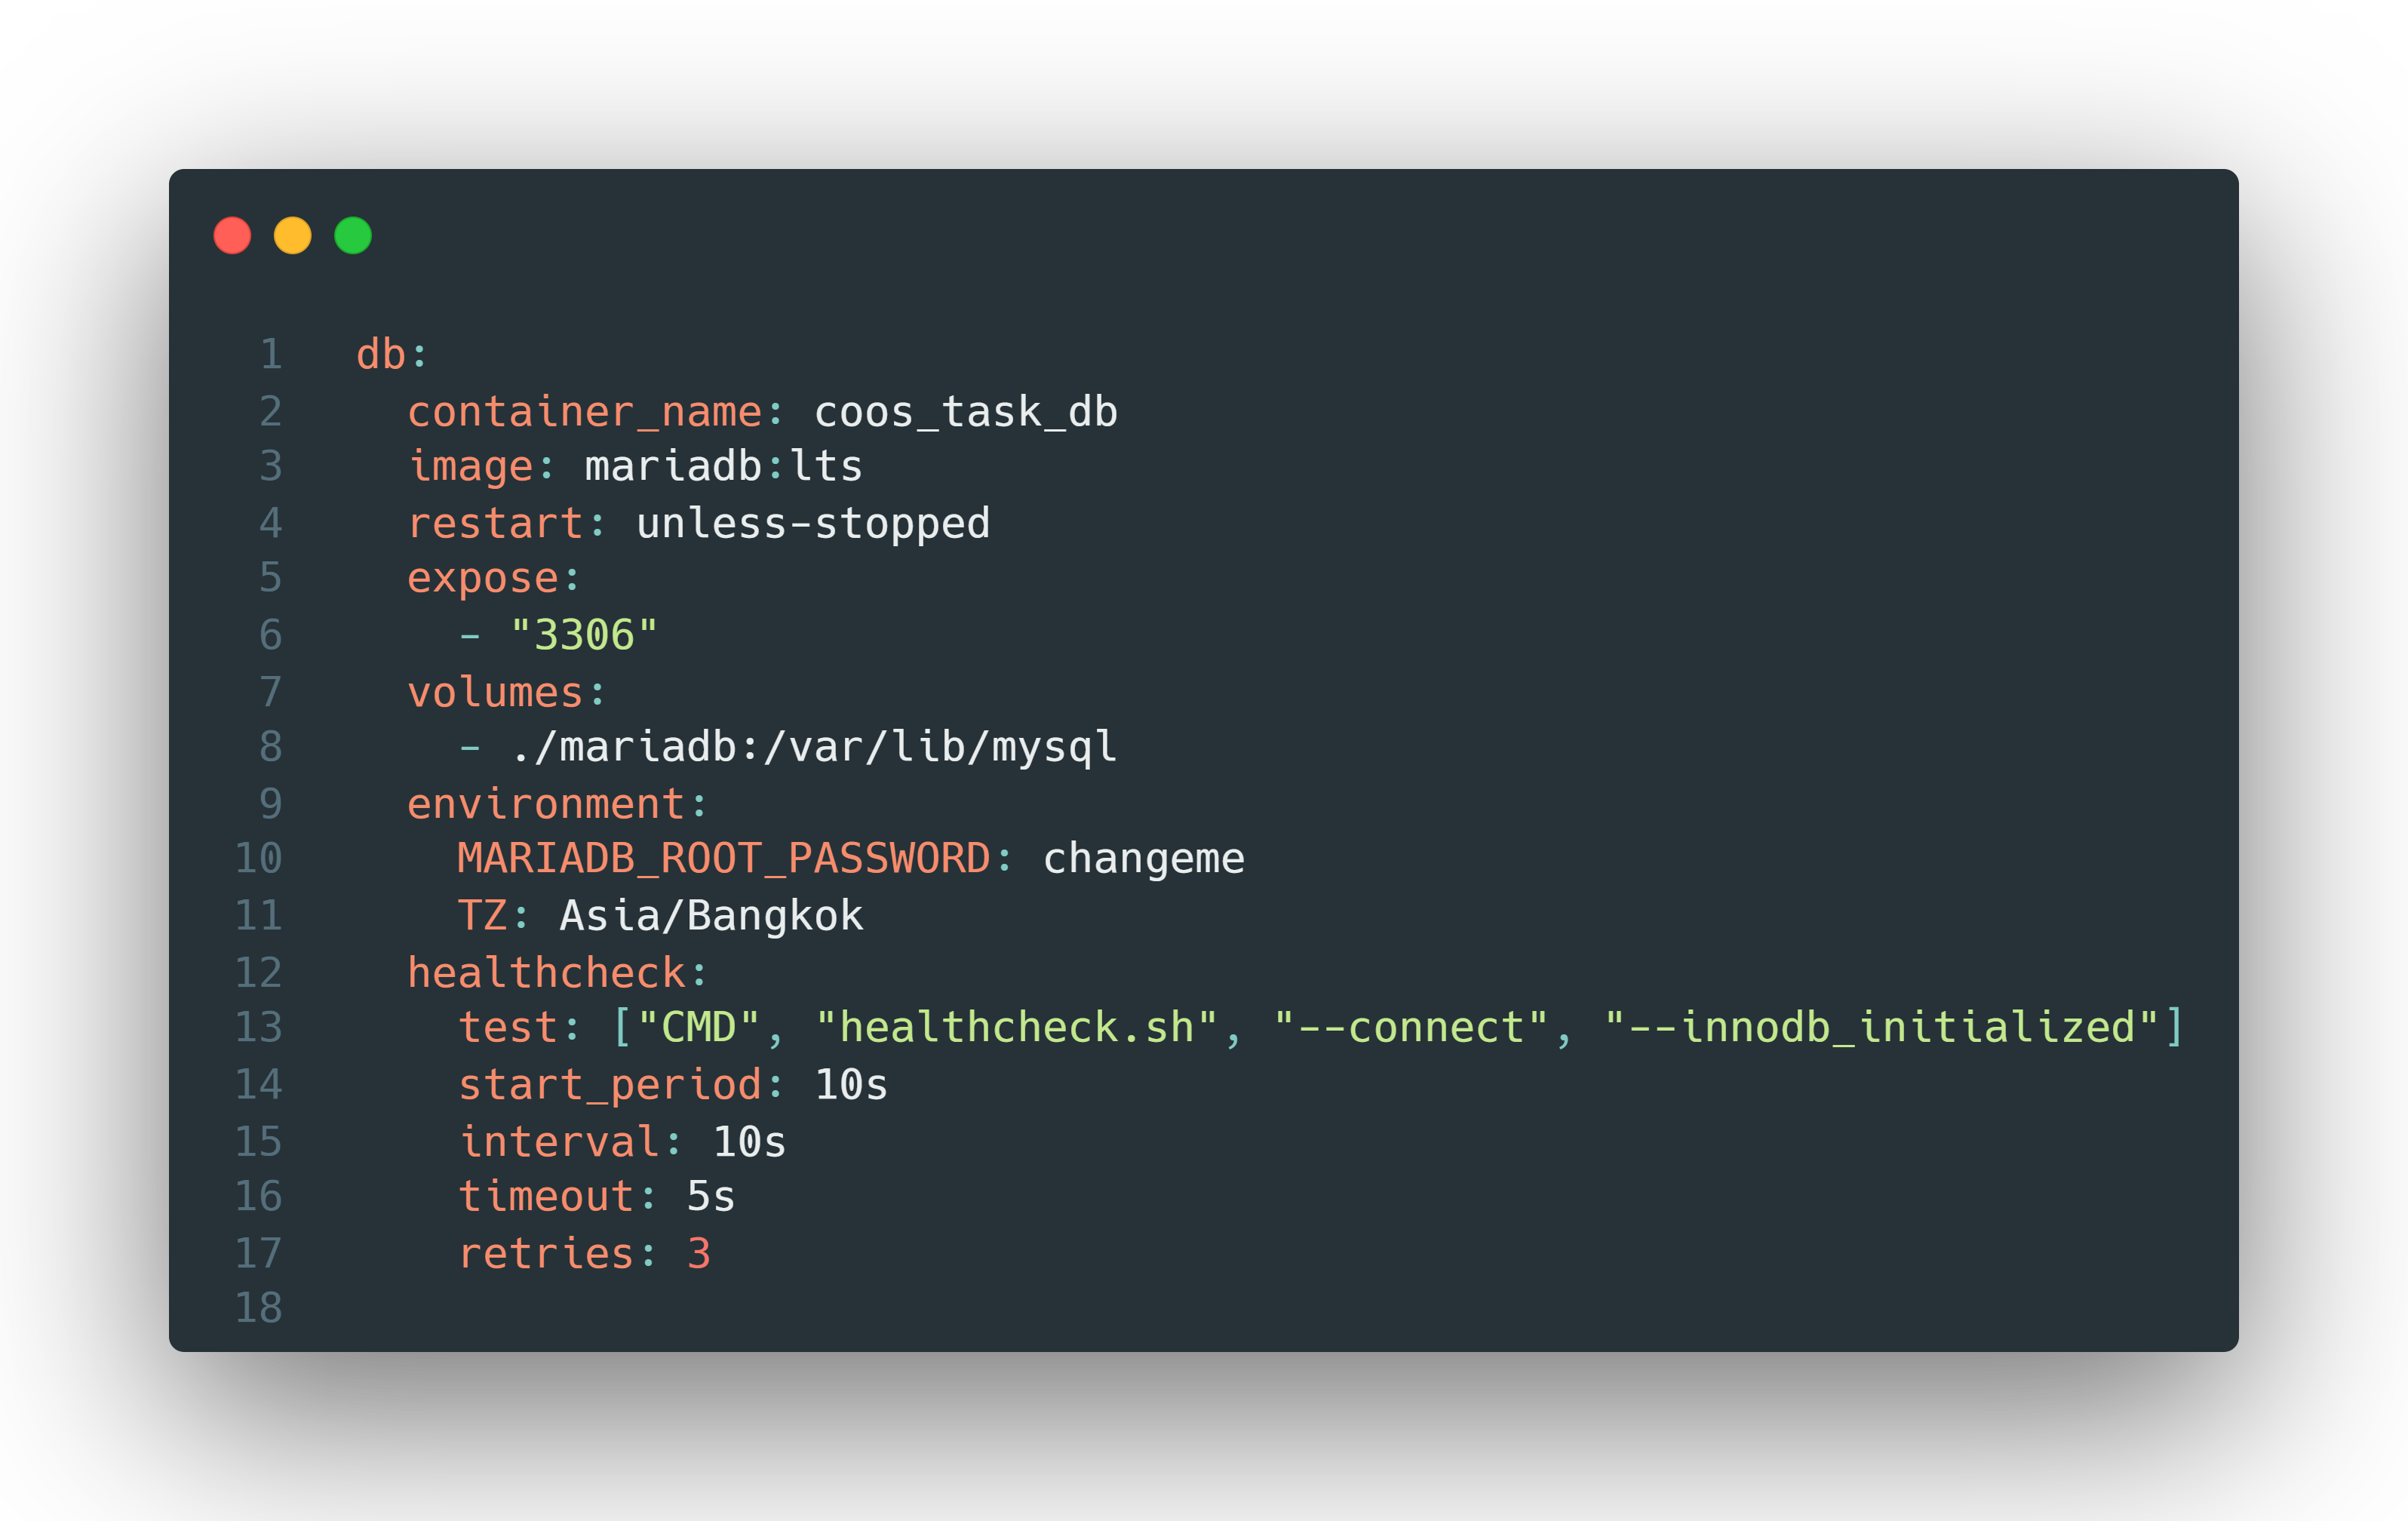 1 db:
2   container_name: coos_task_db
3   image: mariadb:lts
4   restart: unless-stopped
5   expose:
6     - "3306"
7   volumes:
8     - ./mariadb:/var/lib/mysql
9   environment:
10     MARIADB_ROOT_PASSWORD: changeme
11     TZ: Asia/Bangkok
12   healthcheck:
13     test: ["CMD", "healthcheck.sh", "--connect", "--innodb_initialized"]
14     start_period: 10s
15     interval: 10s
16     timeout: 5s
17     retries: 3
18